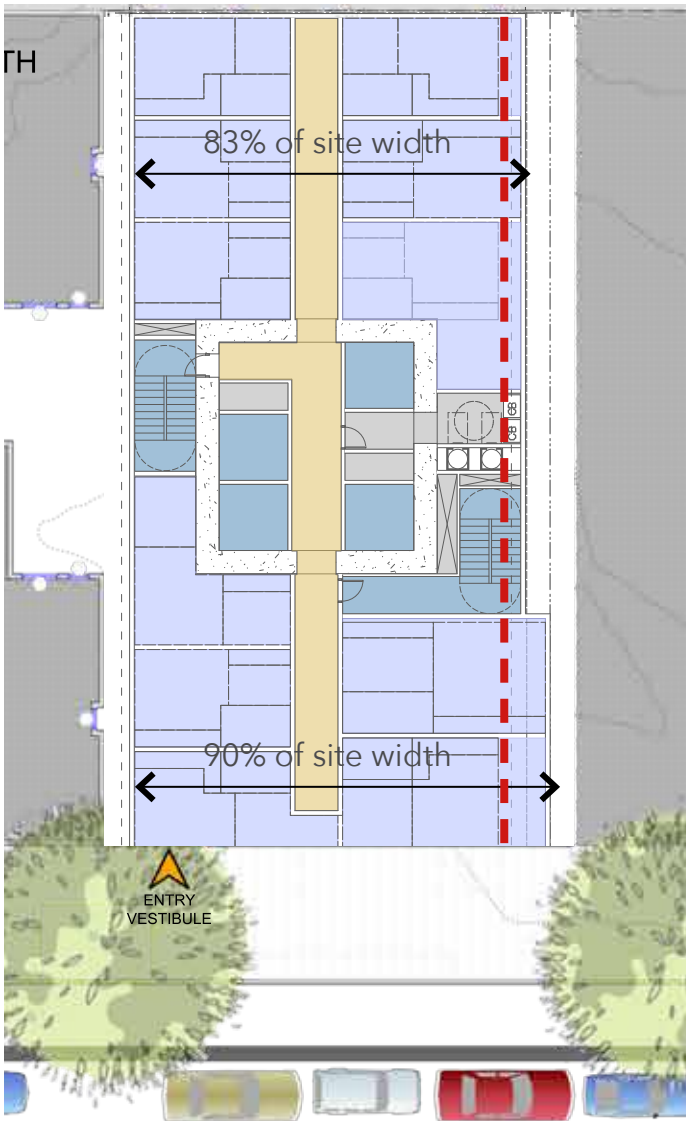 TH
83% of site width
CB
CB
90% of site width
ENTRY
VESTIBULE